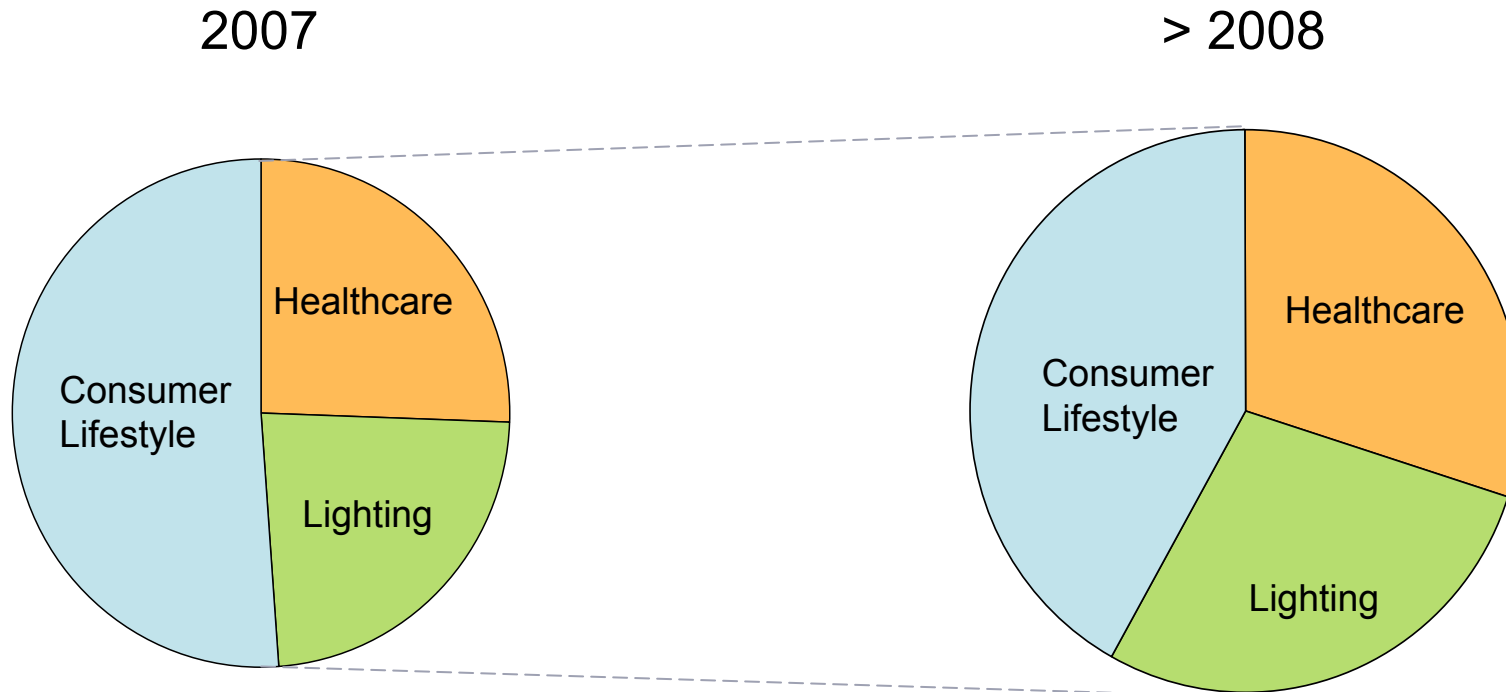 2007
> 2008
Healthcare
Consumer
Lifestyle
Lighting
Healthcare
Consumer
Lifestyle
Lighting